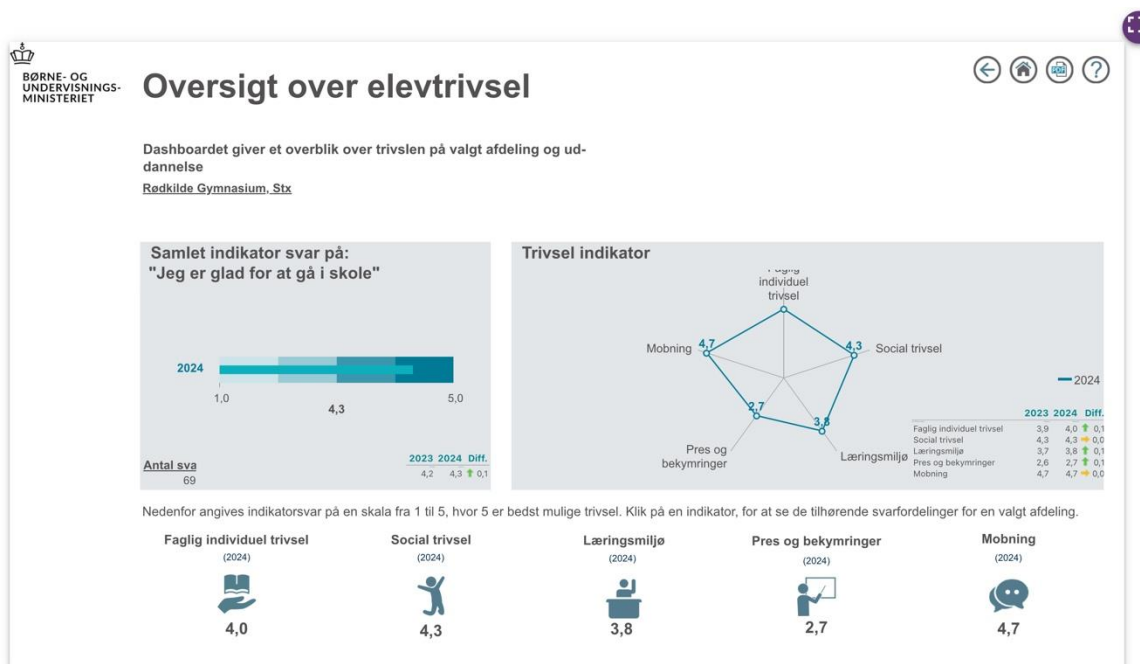 BØRNE- OG
UNDERVISNINGS-
MINISTERIET
Oversigt over elevtrivsel
PDF
?
Dashboardet giver et overblik over trivslen på valgt afdeling og ud-
dannelse
Rødkilde Gymnasium, Stx
Samlet indikator svar på:
"Jeg er glad for at gå i skole"
2024
1,0
4,3
5,0
Antal sva
69
2023 2024 Diff.
4,2 4,3 0,1
Trivsel indikator
Faglig
individuel
trivsel
Mobning 4,7
4,3 Social trivsel
2,7
3,8
Pres og
bekymringer
Læringsmiljø
2024
2023 2024 Diff.
Faglig individuel trivsel 3,9 4,0 0,1
Social trivsel 4,3 4,3 0,0
Læringsmiljø 3,7 3,8 0,1
Pres og bekymringer 2,6 2,7 0,1
Mobning 4,7 4,7 0,0
Nedenfor angives indikatorsvar på en skala fra 1 til 5, hvor 5 er bedst mulige trivsel. Klik på en indikator, for at se de tilhørende svarfordelinger for en valgt afdeling.
Faglig individuel trivsel
(2024)
4,0
Social trivsel
(2024)
4,3
Læringsmiljø
(2024)
3,8
Pres og bekymringer
(2024)
2,7
Mobning
(2024)
4,7